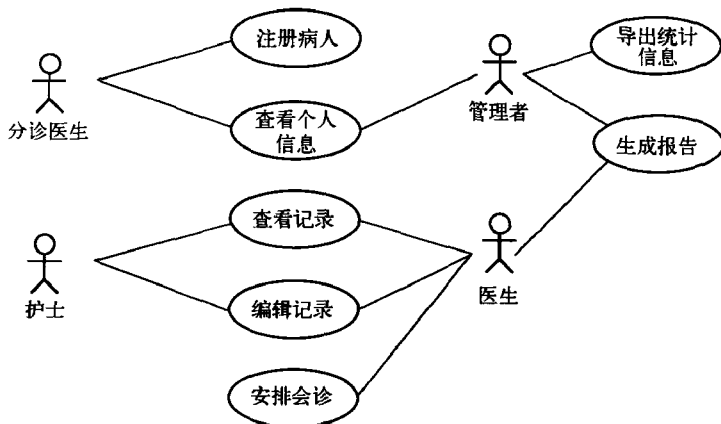 注册病人
导出统计
信息
分诊医生
查看个人
信息
管理者
生成报告
查看记录
护士
编辑记录
医生
安排会诊